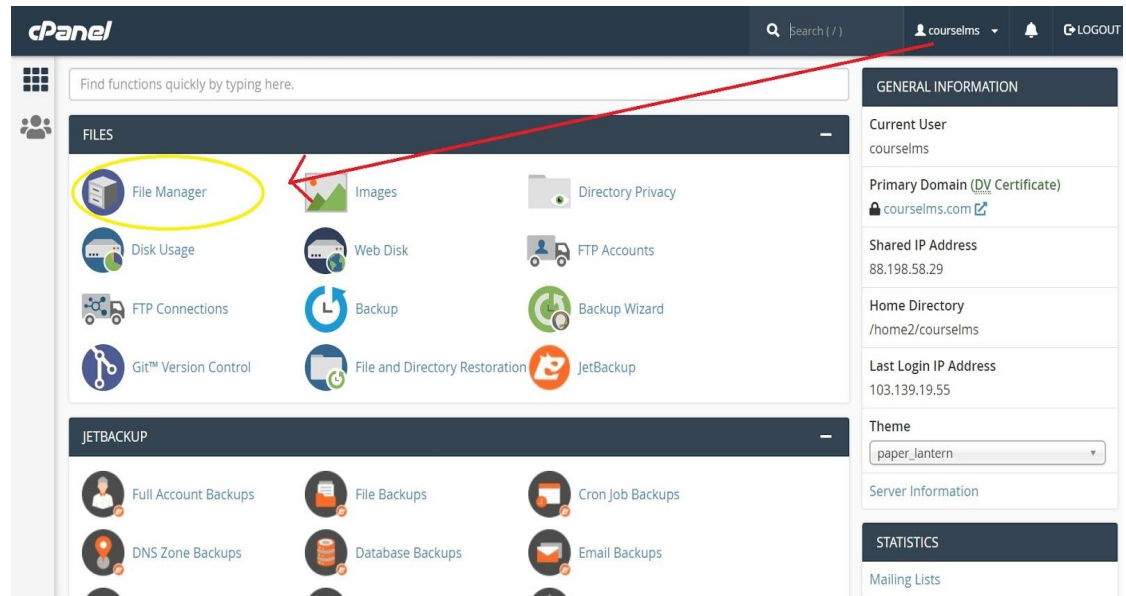 cPanel
Search ( / )
courselms
LOGOUT
Find functions quickly by typing here.
FILES
File Manager
Images
Directory Privacy
Disk Usage
Web Disk
FTP Accounts
FTP Connections
Backup
Backup Wizard
Git™ Version Control
File and Directory Restoration
JetBackup
JETBACKUP
Full Account Backups
File Backups
Cron Job Backups
DNS Zone Backups
Database Backups
Email Backups
GENERAL INFORMATION
Current User
courselms
Primary Domain (DV Certificate)
courselms.com
Shared IP Address
88.198.58.29
Home Directory
/home2/courselms
Last Login IP Address
103.139.19.55
Theme
paper_lantern
Server Information
STATISTICS
Mailing Lists